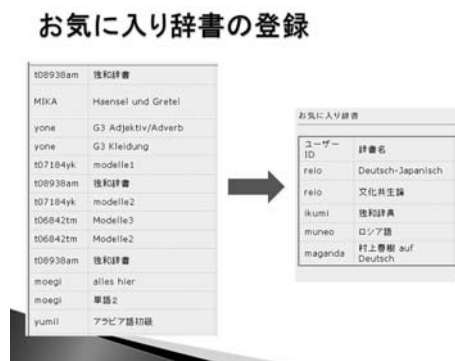 お気に入り辞書の登録
t08938am 独和辞書
MIKA Haensel und Gretel
yone G3 Adjektiv/Adverb
yone G3 Kleidung
t07184yk modelle1
t08938am 独和辞書
t07184yk modelle2
t06842tm Modelle3
t06842tm Modelle2
t08938am 独和辞書
moegi alles hier
moegi 単語2
yumil アラビア語初級
お気に入り辞書
ユーザーID 辞書名
reio Deutsch-Japanisch
reio 文化共生論
ikumi 独和辞典
muneo ロシア語
maganda 村上春樹 auf Deutsch